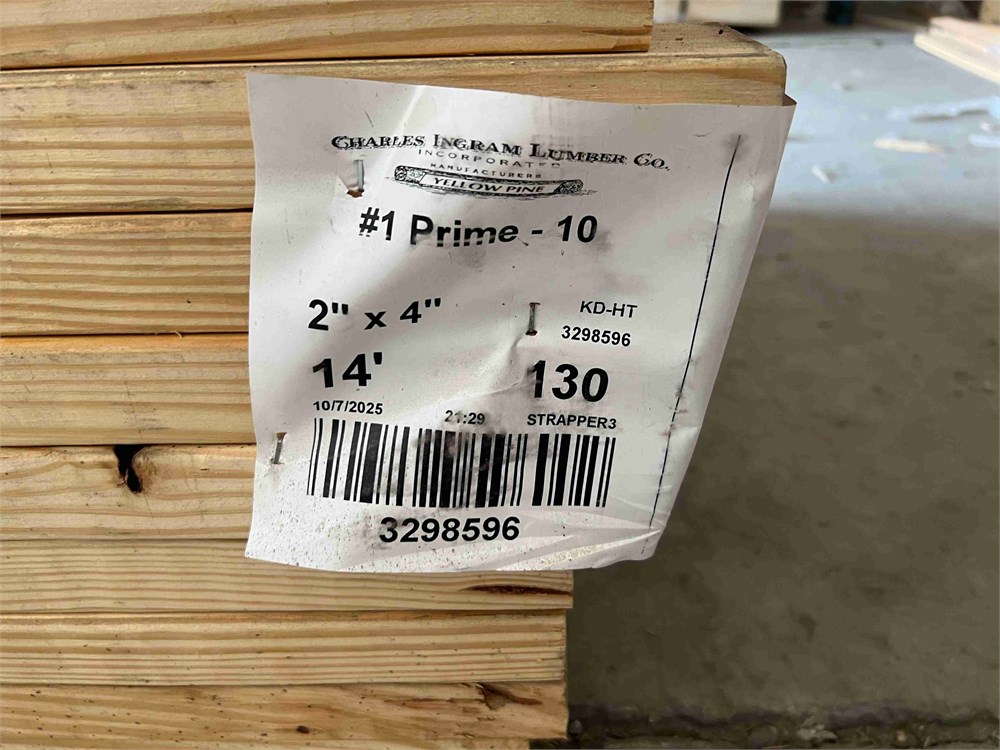 CHARLES INGRAM LUMBER CO.
INCORPORATED
MANUFACTURERS
YELLOW PINE
#1 Prime - 10
2" x 4" KD-HT
3298596
14' 130
10/7/2025 21:29 STRAPPER3
3298596